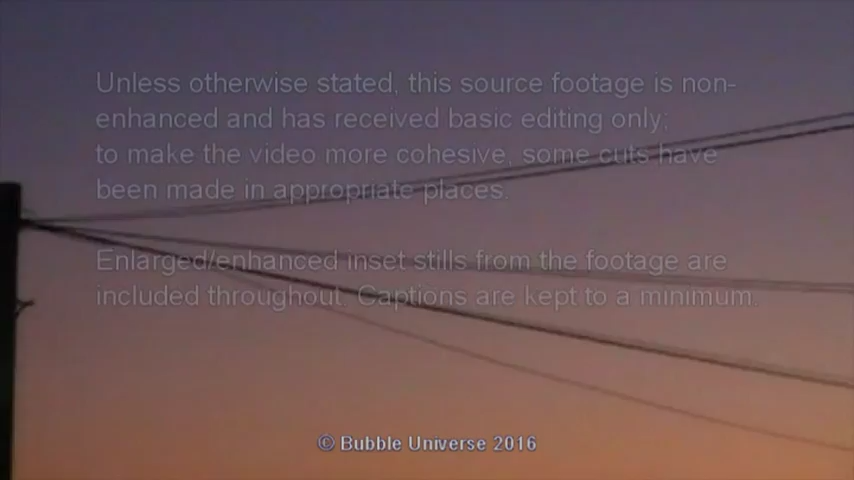 Unless otherwise stated, this source footage is non-
enhanced and has received basic editing only;
to make the video more cohesive, some cuts have
been made in appropriate places.
Enlarged/enhanced inset stills from the footage are
included throughout. Captions are kept to a minimum.
© Bubble Universe 2016